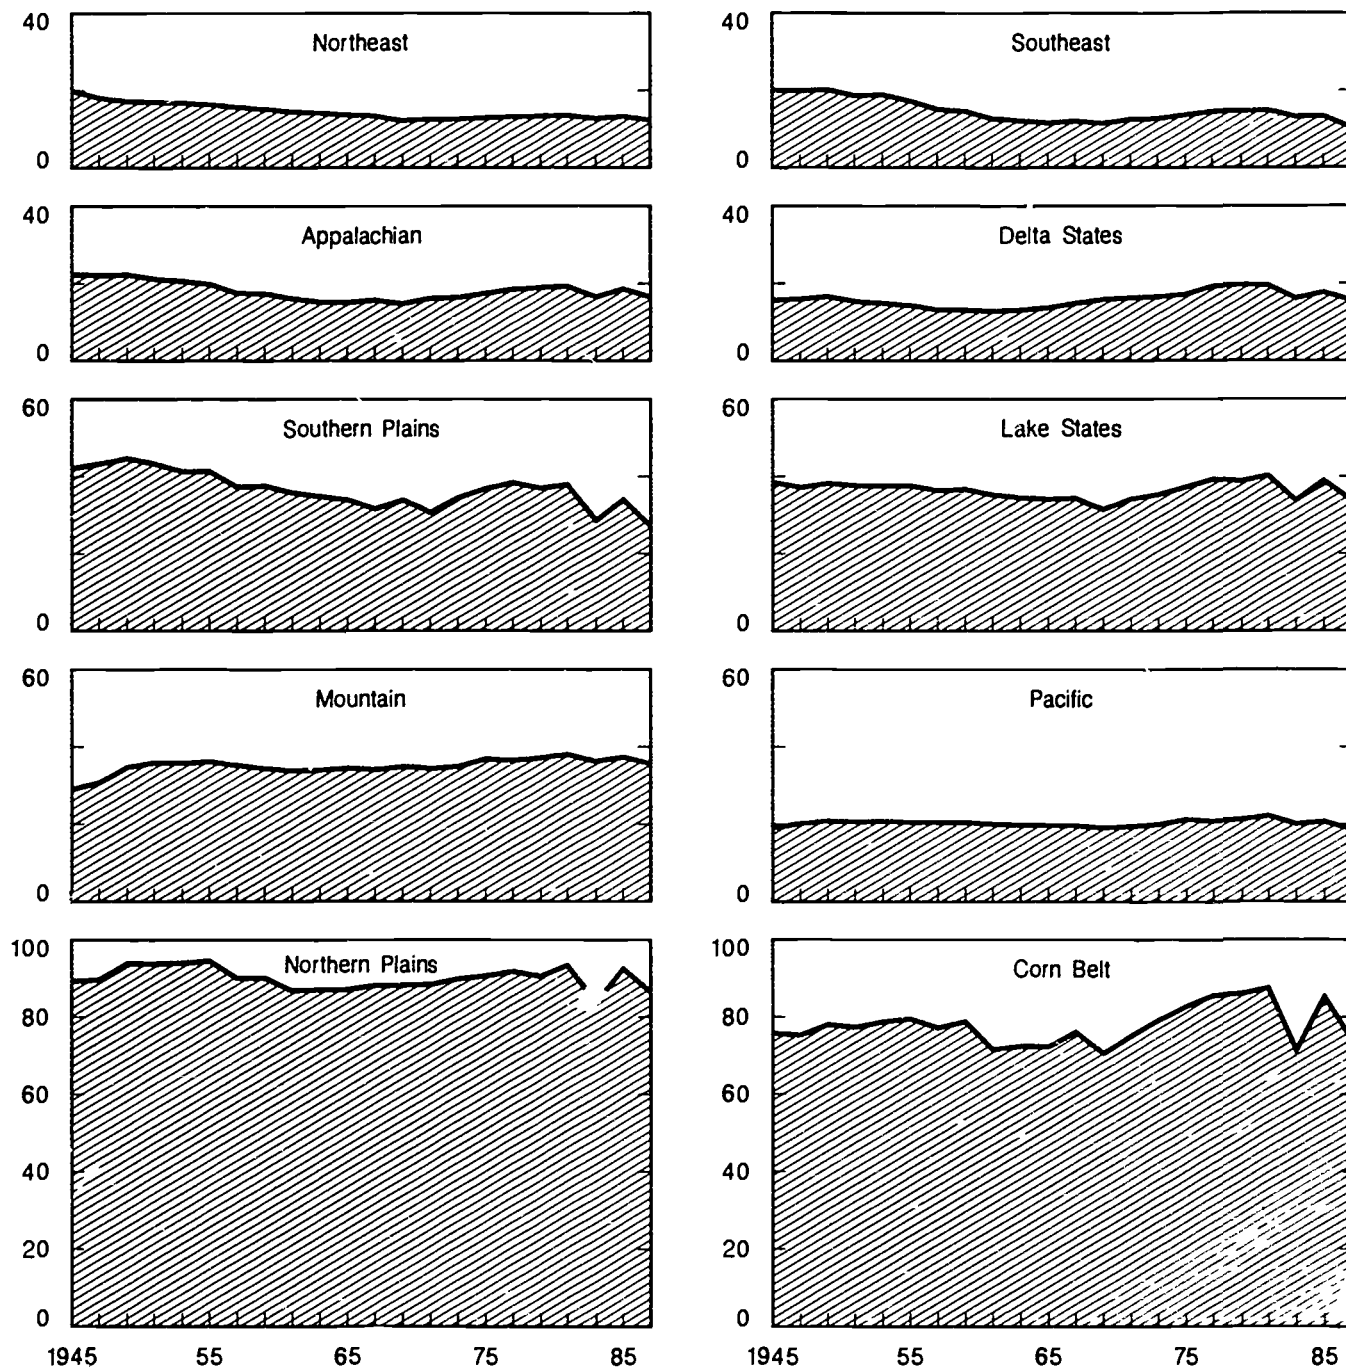 40 40
Northeast Southeast
0 0
40 40
Appalachian Delta States
0 0
60 60
Southern Plains Lake States
0 0
60 60
Mountain Pacific
0 0
100 100
Northern Plains Corn Belt
80 80
60 60
40 40
20 20
0 0
1945 55 65 75 85 1945 55 65 75 85